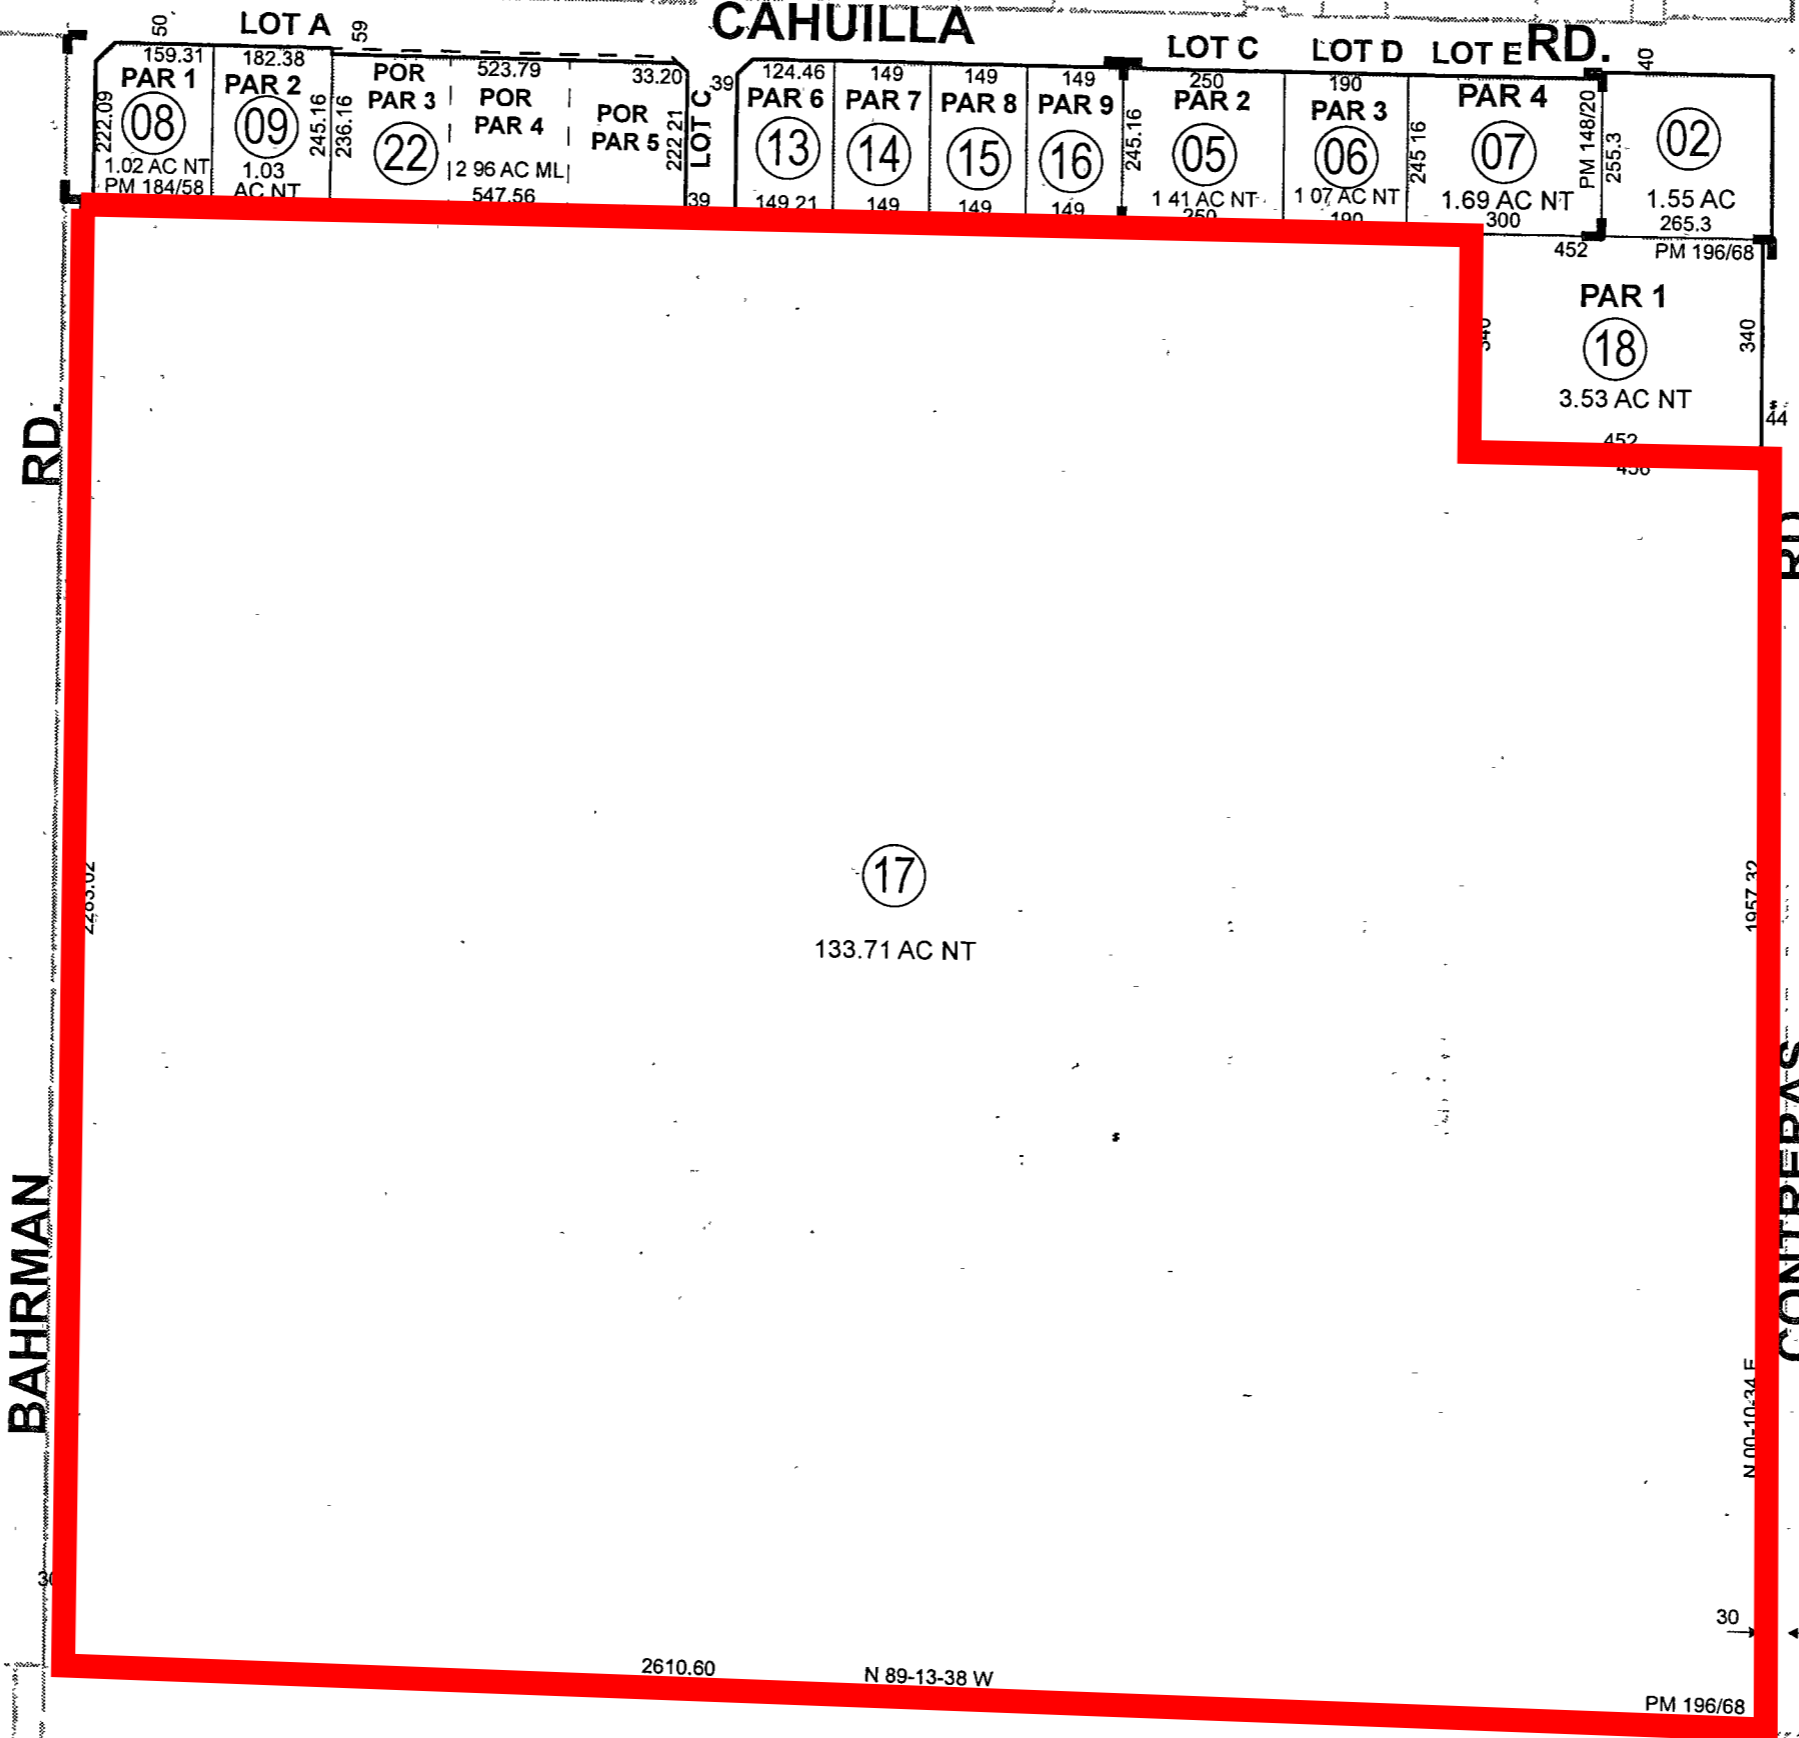 CAHUILLA RD.
50
LOT A
59
LOT C
LOT D
LOT E
40
159.31
PAR 1
08
222.09
1.02 AC NT
PM 184/58
182.38
PAR 2
09
245.16
1.03
AC NT
236.16
POR
PAR 3
22
523.79
POR
PAR 4
2 96 AC ML
547.56
33.20
POR
PAR 5
222 21
LOT C
39
39
124.46
PAR 6
13
149.21
149
PAR 7
14
149
149
PAR 8
15
149
149
PAR 9
16
149
245.16
250
PAR 2
05
1 41 AC NT
250
190
PAR 3
06
1 07 AC NT
190
245 16
PAR 4
07
1.69 AC NT
300
PM 148/20
255.3
02
1.55 AC
265.3
452
PM 196/68
PAR 1
18
3.53 AC NT
340
340
44
452
RD.
BAHRMAN
RD
CONTRERAS
17
133.71 AC NT
1957.32
N 00-10-34 E
30
30
2610.60
N 89-13-38 W
PM 196/68